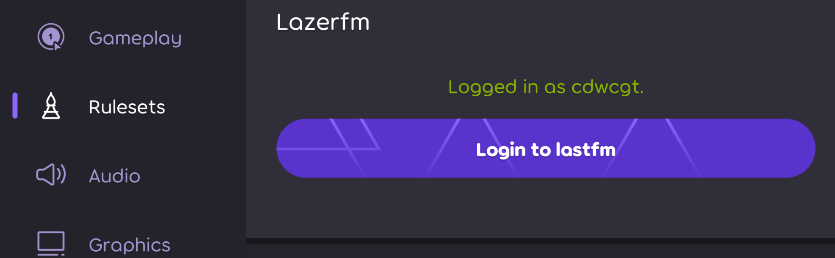 Gameplay
Rulesets
Audio
Graphics
Lazerfm
Logged in as cdwcgt.
Login to lastfm